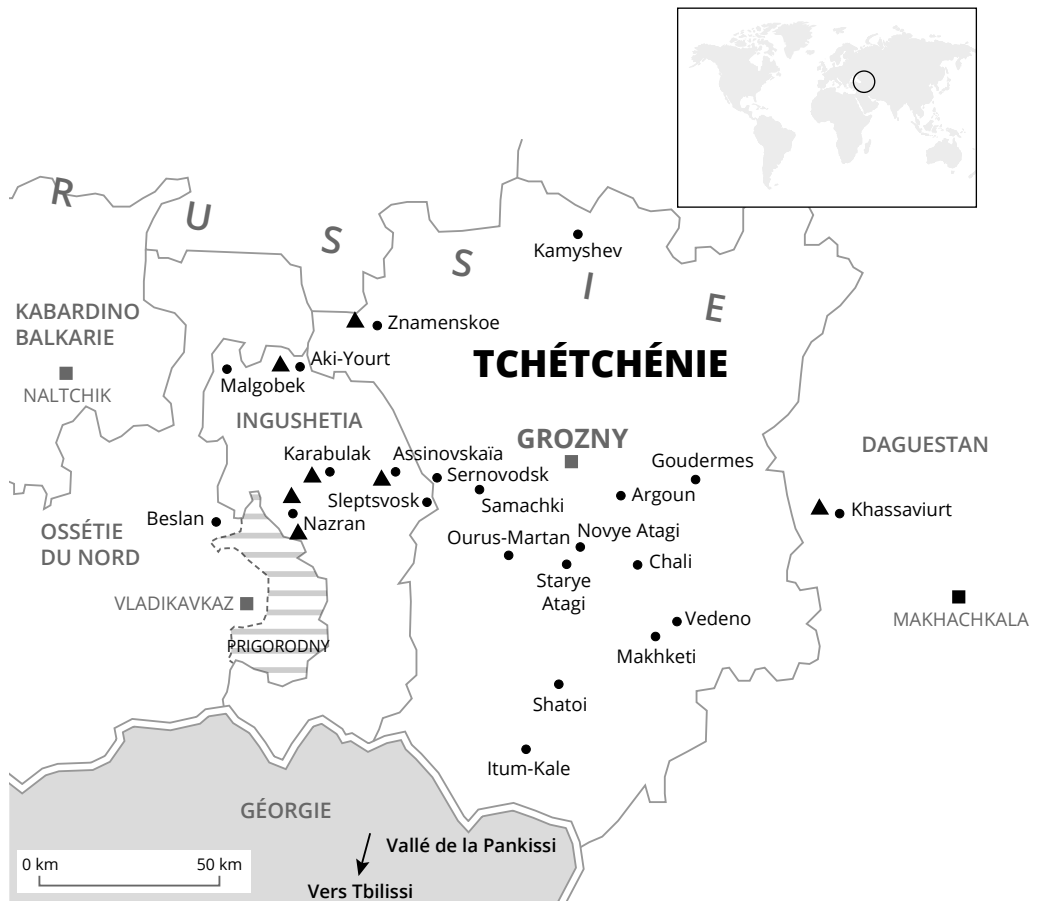 R U S S I E
Kamyshev
KABARDINO
BALKARIE
NALTCHIK
Znamenskoe
TCHÉTCHÉNIE
Aki-Yourt
Malgobek
INGUSHETIA
GROZNY
DAGUESTAN
Karabulak
Assinovskaïa
Sernovodsk
Goudermes
Sleptsvosk
Samachki
Argoun
Khassaviurt
Beslan
Nazran
OSSÉTIE
DU NORD
Ourus-Martan
Novye Atagi
Chali
Starye
Atagi
VLADIKAVKAZ
MAKHACHKALA
PRIGORODNY
Vedeno
Makhketi
Shatoi
Itum-Kale
GÉORGIE
Vallé de la Pankissi
Vers Tbilissi
0 km
50 km